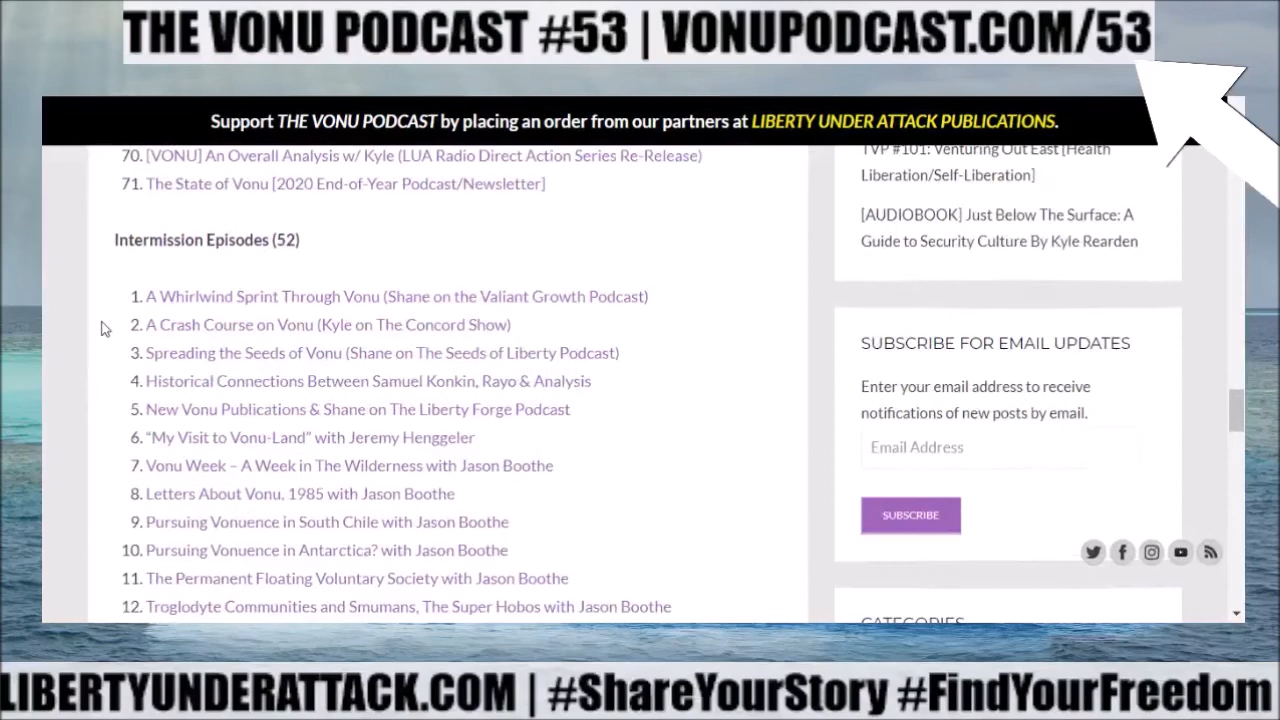 THE VONU PODCAST #53 | VONUPODCAST.COM/53
Support THE VONU PODCAST by placing an order from our partners at LIBERTY UNDER ATTACK PUBLICATIONS.
70. [VONU] An Overall Analysis w/ Kyle (LUA Radio Direct Action Series Re-Release)
71. The State of Vonu [2020 End-of-Year Podcast/Newsletter]
Intermission Episodes (52)
1. A Whirlwind Sprint Through Vonu (Shane on the Valiant Growth Podcast)
2. A Crash Course on Vonu (Kyle on The Concord Show)
3. Spreading the Seeds of Vonu (Shane on The Seeds of Liberty Podcast)
4. Historical Connections Between Samuel Konkin, Rayo & Analysis
5. New Vonu Publications & Shane on The Liberty Forge Podcast
6. “My Visit to Vonu-Land” with Jeremy Henggeler
7. Vonu Week – A Week in The Wilderness with Jason Boothe
8. Letters About Vonu, 1985 with Jason Boothe
9. Pursuing Vonuence in South Chile with Jason Boothe
10. Pursuing Vonuence in Antarctica? with Jason Boothe
11. The Permanent Floating Voluntary Society with Jason Boothe
12. Troglodyte Communities and Smumans, The Super Hobos with Jason Boothe
TVP #101: Venturing Out East [Health
Liberation/Self-Liberation]
[AUDIOBOOK] Just Below The Surface: A
Guide to Security Culture By Kyle Rearden
SUBSCRIBE FOR EMAIL UPDATES
Enter your email address to receive
notifications of new posts by email.
Email Address
SUBSCRIBE
CATEGORIES
LIBERTYUNDERATTACK.COM | #ShareYourStory #FindYourFreedom